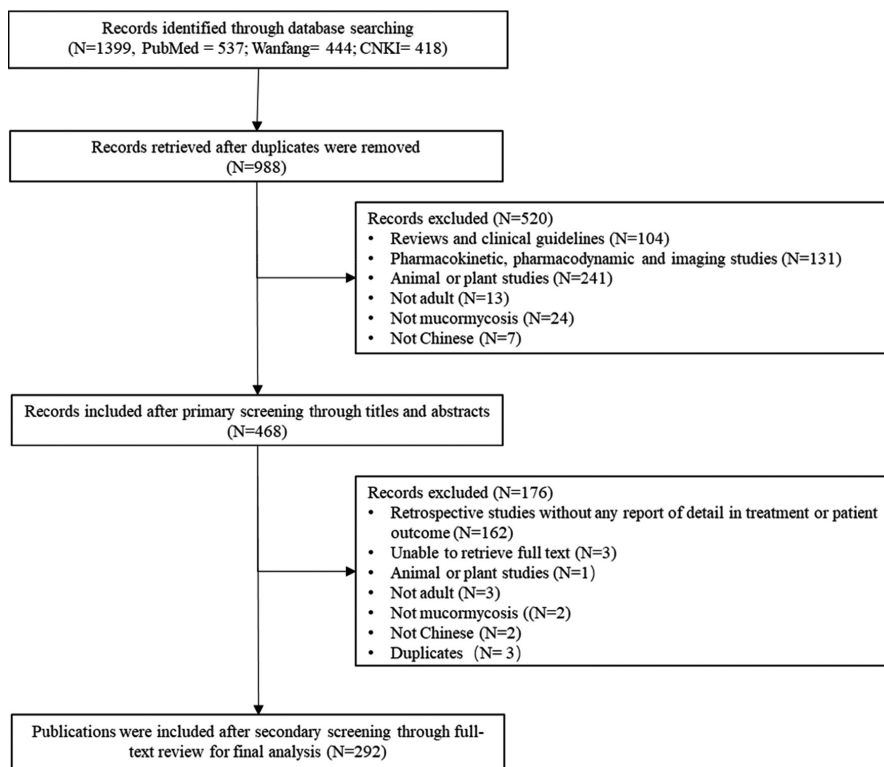 Records identified through database searching
(N=1399, PubMed = 537; Wanfang= 444; CNKI= 418)
Records retrieved after duplicates were removed
(N=988)
Records excluded (N=520)
• Reviews and clinical guidelines (N=104)
• Pharmacokinetic, pharmacodynamic and imaging studies (N=131)
• Animal or plant studies (N=241)
• Not adult (N=13)
• Not mucormycosis (N=24)
• Not Chinese (N=7)
Records included after primary screening through titles and abstracts
(N=468)
Records excluded (N=176)
• Retrospective studies without any report of detail in treatment or patient
outcome (N=162)
• Unable to retrieve full text (N=3)
• Animal or plant studies (N=1)
• Not adult (N=3)
• Not mucormycosis ((N=2)
• Not Chinese (N=2)
• Duplicates (N= 3)
Publications were included after secondary screening through full-
text review for final analysis (N=292)